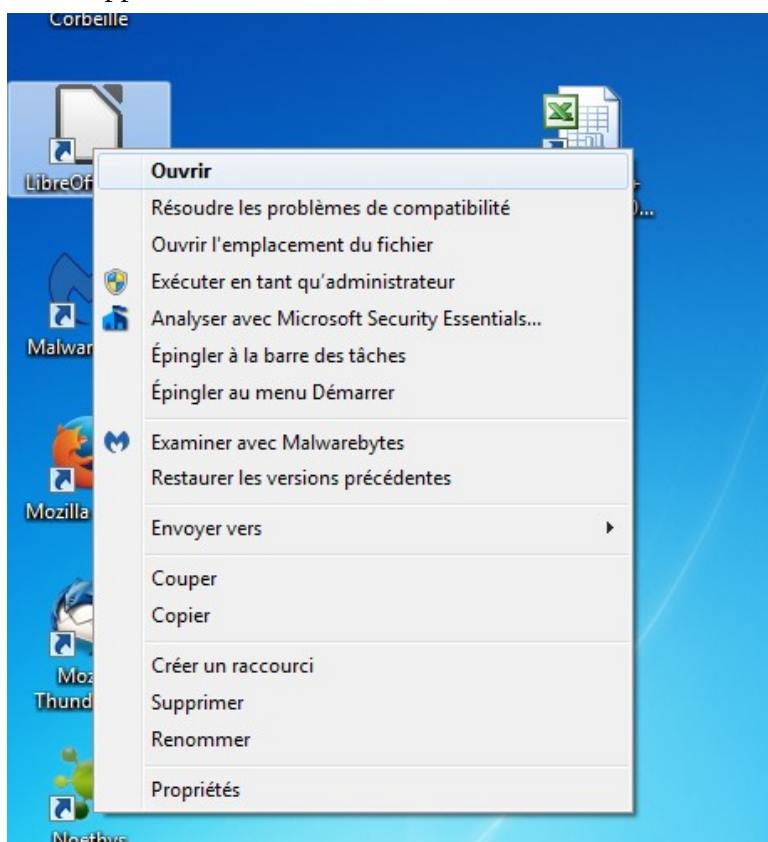 Corbeille
LibreOf
Ouvrir
Résoudre les problèmes de compatibilité
Ouvrir l'emplacement du fichier
Exécuter en tant qu'administrateur
Analyser avec Microsoft Security Essentials...
Malwar
Épingler à la barre des tâches
Épingler au menu Démarrer
Examiner avec Malwarebytes
Restaurer les versions précédentes
Mozilla
Envoyer vers
Couper
Copier
Créer un raccourci
Moz
Thund
Supprimer
Renommer
Propriétés